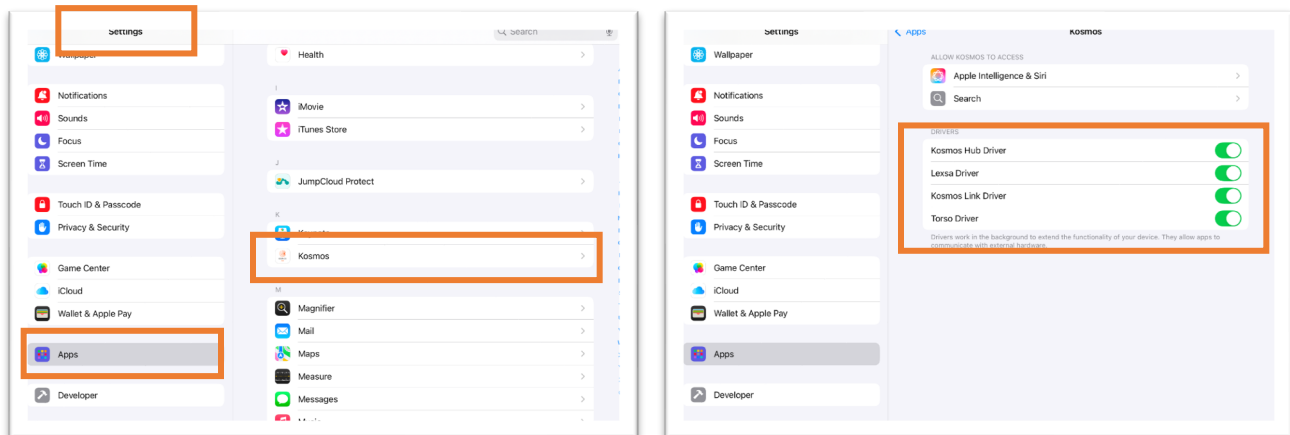 Settings
Search
Wallpaper
Health
Notifications
Sounds
Focus
Screen Time
Touch ID & Passcode
Privacy & Security
Game Center
iCloud
Wallet & Apple Pay
Apps
Developer
I
iMovie
iTunes Store
J
JumpCloud Protect
K
Keynote
Kosmos
M
Magnifier
Mail
Maps
Measure
Messages
Music
Settings
Wallpaper
Notifications
Sounds
Focus
Screen Time
Touch ID & Passcode
Privacy & Security
Game Center
iCloud
Wallet & Apple Pay
Apps
Developer
Apps
Kosmos
ALLOW KOSMOS TO ACCESS
Apple Intelligence & Siri
Search
DRIVERS
Kosmos Hub Driver
Lexsa Driver
Kosmos Link Driver
Torso Driver
Drivers work in the background to extend the functionality of your device. They allow apps to
communicate with external hardware.